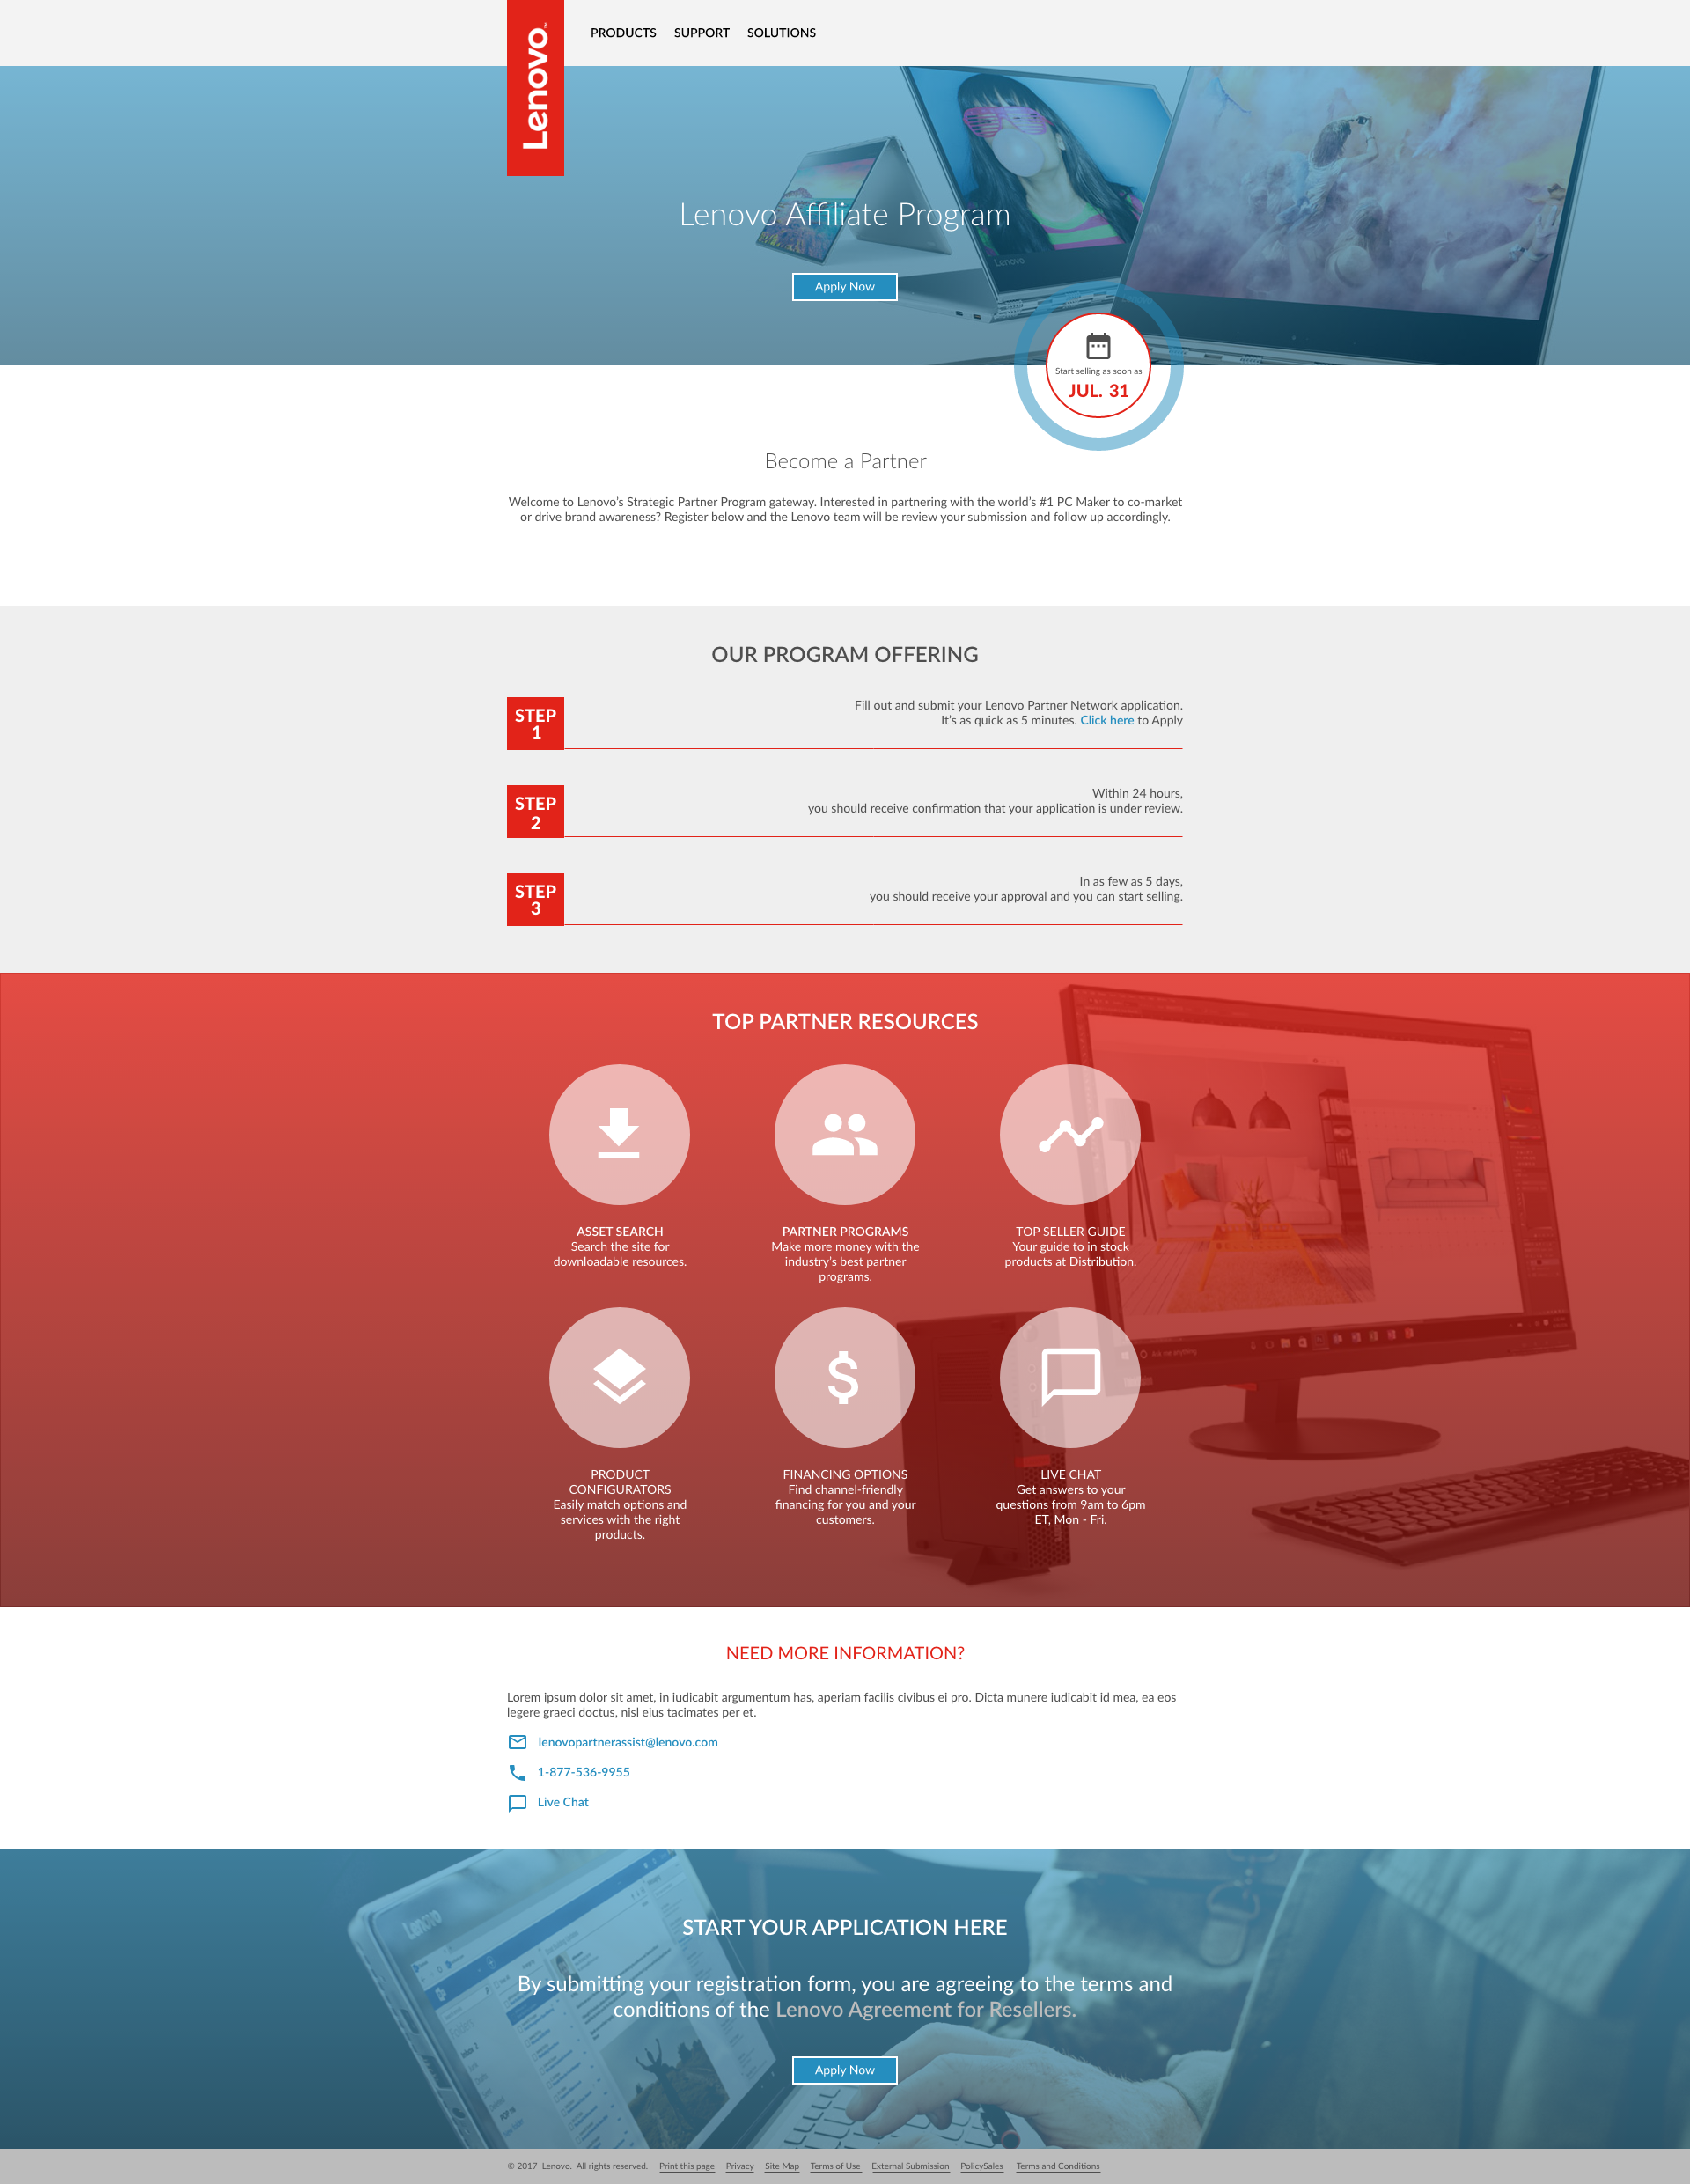 Lenovo™
PRODUCTS SUPPORT SOLUTIONS
Lenovo Affiliate Program
Lenovo
Apply Now
Start selling as soon as
JUL. 31
Become a Partner
Welcome to Lenovo's Strategic Partner Program gateway. Interested in partnering with the world's #1 PC Maker to co-market
or drive brand awareness? Register below and the Lenovo team will be review your submission and follow up accordingly.
OUR PROGRAM OFFERING
STEP
1
Fill out and submit your Lenovo Partner Network application.
It's as quick as 5 minutes. Click here to Apply
STEP
2
Within 24 hours,
you should receive confirmation that your application is under review.
STEP
3
In as few as 5 days,
you should receive your approval and you can start selling.
TOP PARTNER RESOURCES
ASSET SEARCH
Search the site for
downloadable resources.
PARTNER PROGRAMS
Make more money with the
industry's best partner
programs.
TOP SELLER GUIDE
Your guide to in stock
products at Distribution.
PRODUCT
CONFIGURATORS
Easily match options and
services with the right
products.
FINANCING OPTIONS
Find channel-friendly
financing for you and your
customers.
LIVE CHAT
Get answers to your
questions from 9am to 6pm
ET, Mon - Fri.
NEED MORE INFORMATION?
Lorem ipsum dolor sit amet, in iudicabit argumentum has, aperiam facilis civibus ei pro. Dicta munere iudicabit id mea, ea eos
legere graeci doctus, nisl eius tacimates per et.
lenovopartnerassist@lenovo.com
1-877-536-9955
Live Chat
Lenovo
START YOUR APPLICATION HERE
By submitting your registration form, you are agreeing to the terms and
conditions of the Lenovo Agreement for Resellers.
Apply Now
© 2017 Lenovo. All rights reserved. Print this page Privacy Site Map Terms of Use External Submission PolicySales Terms and Conditions